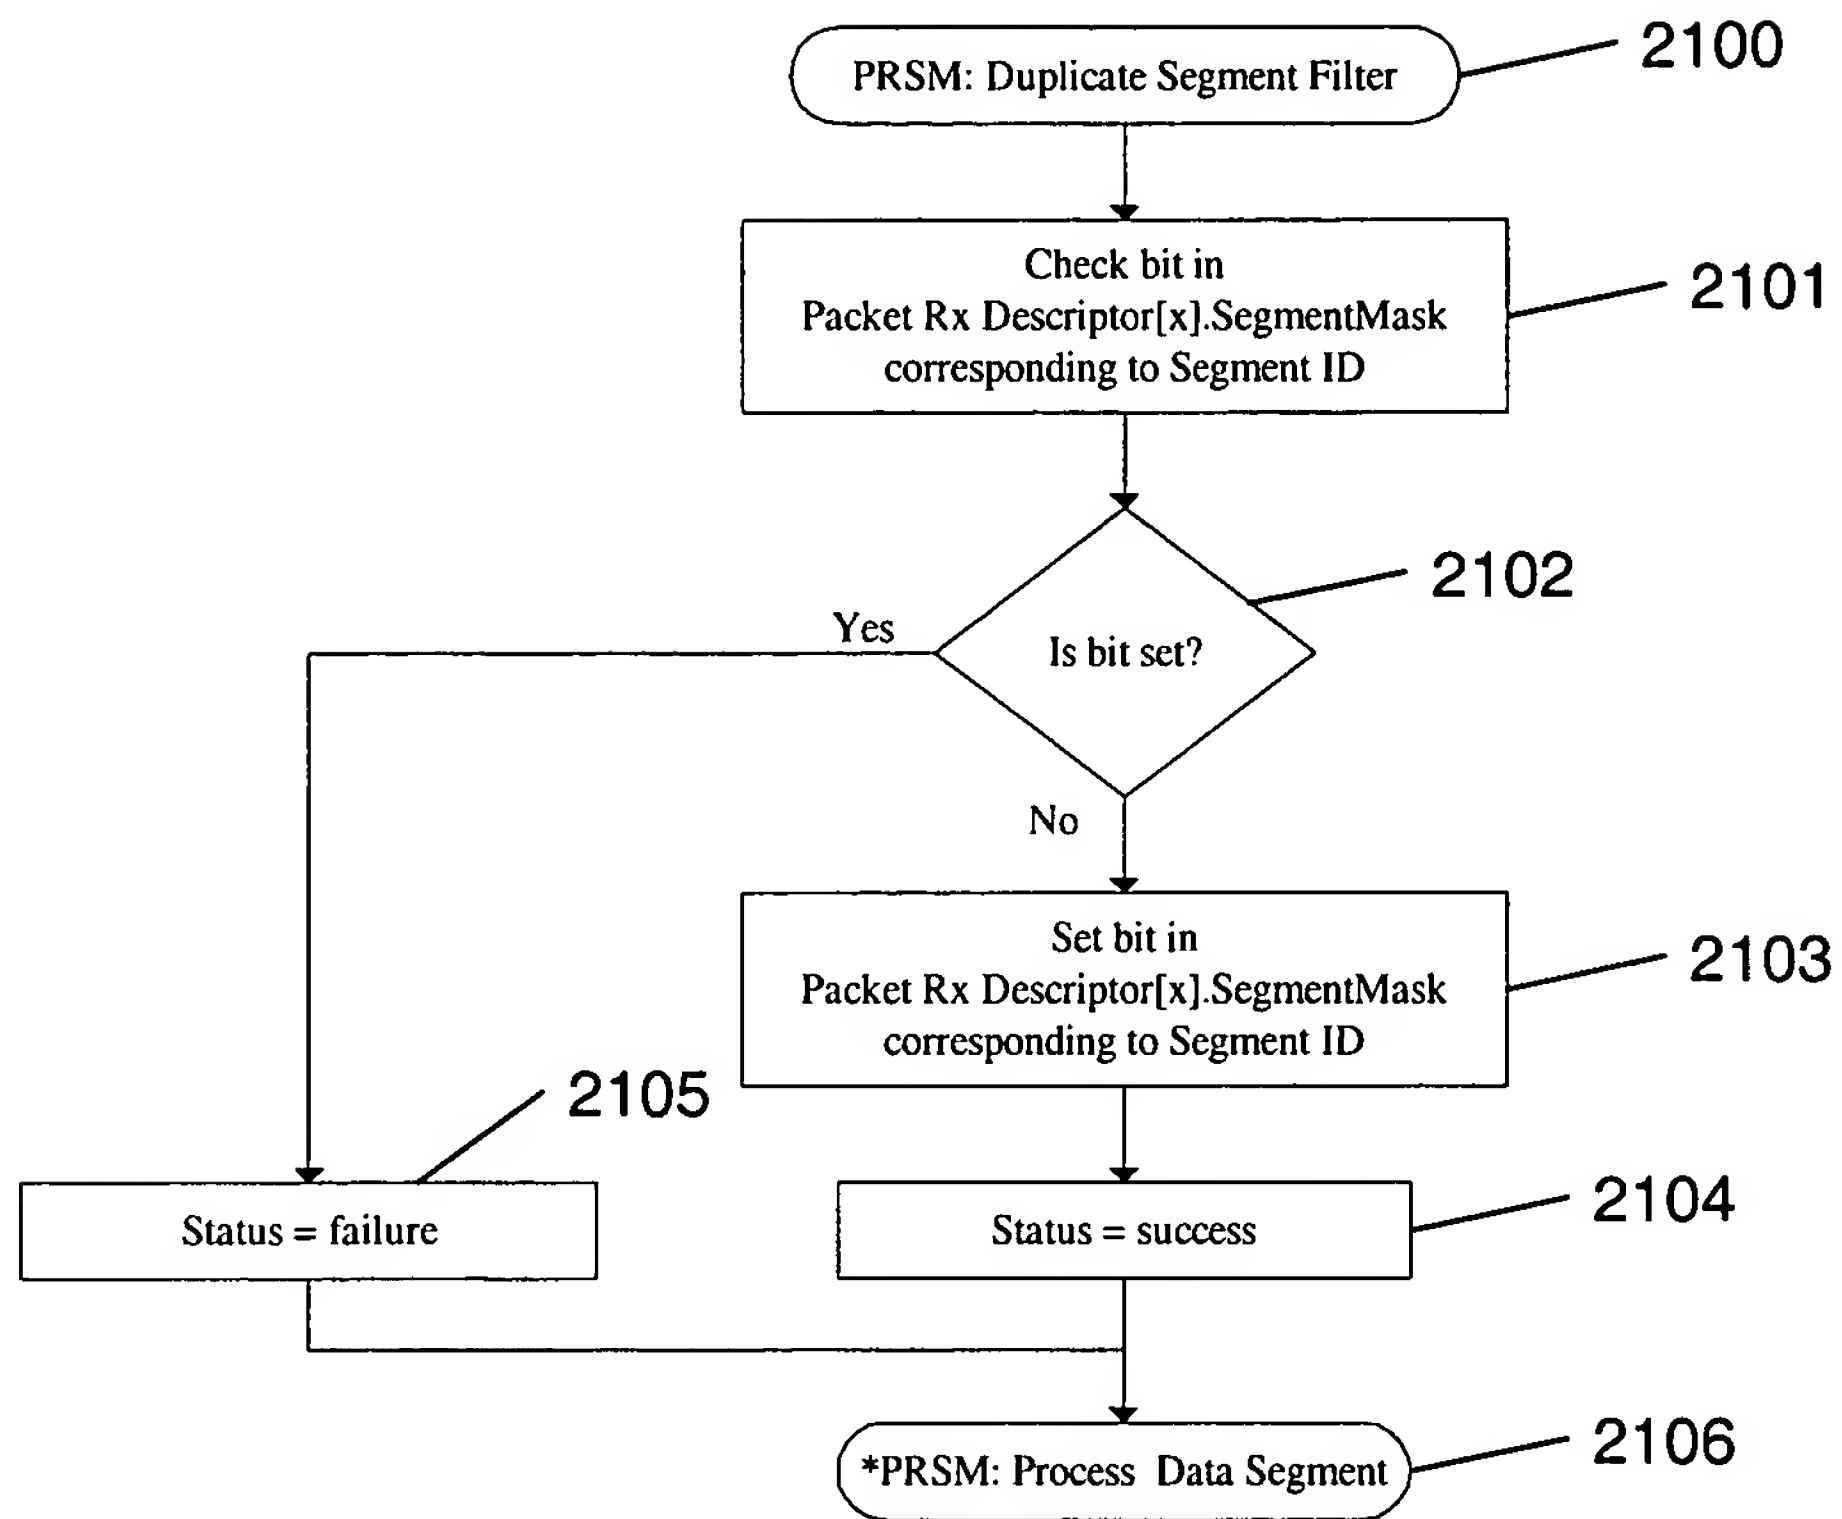 PRSM: Duplicate Segment Filter
2100
Check bit in
Packet Rx Descriptor[x].SegmentMask
corresponding to Segment ID
2101
2102
Yes
Is bit set?
No
Set bit in
Packet Rx Descriptor[x].SegmentMask
corresponding to Segment ID
2103
2105
Status = failure
Status = success
2104
*PRSM: Process Data Segment
2106